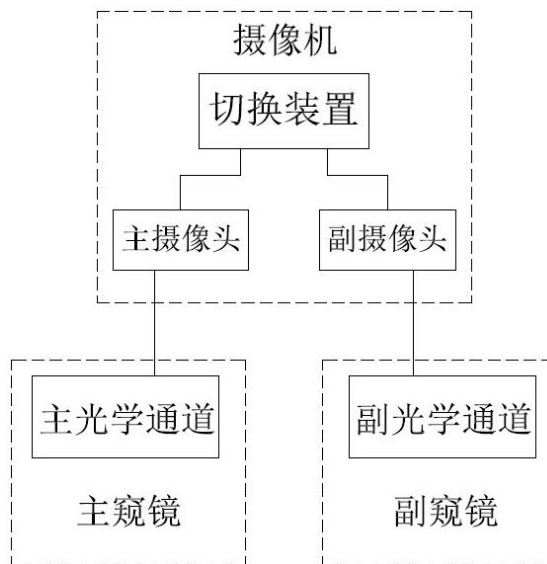 摄像机
切换装置
主摄像头
副摄像头
主光学通道
副光学通道
主窥镜
副窥镜